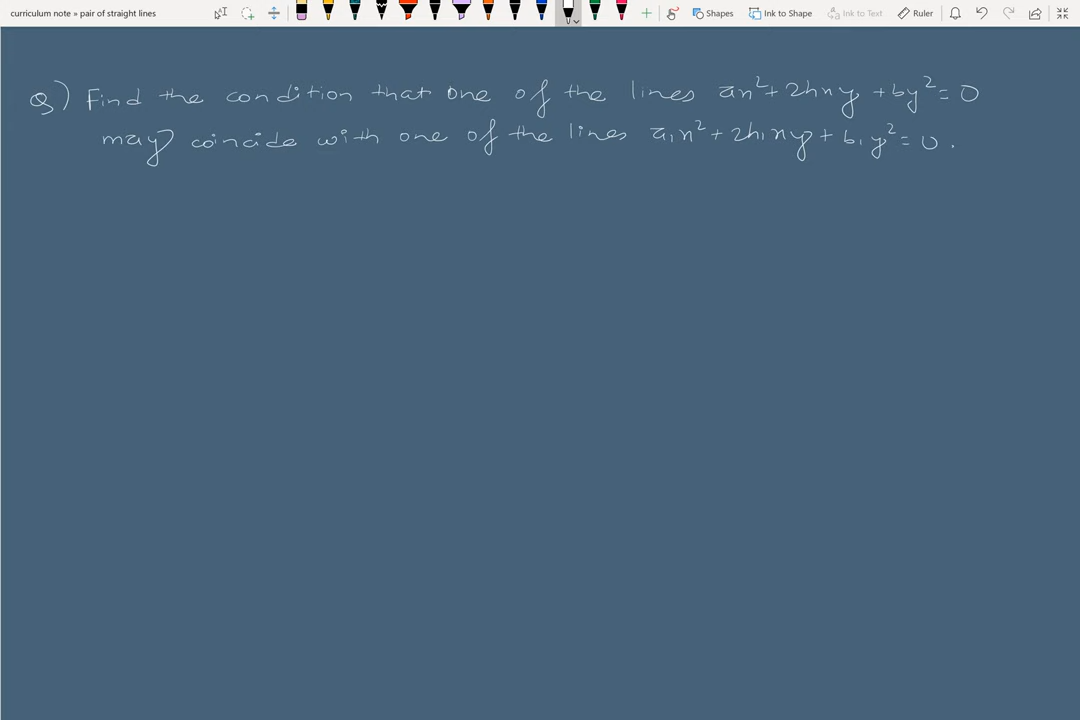 curriculum note » pair of straight lines
Shapes Ink to Shape Ink to Text Ruler
Q) Find the condition that one of the lines ax²+2hxy+by²=0
may coincide with one of the lines a₁x²+2h₁xy+b₁y²=0.